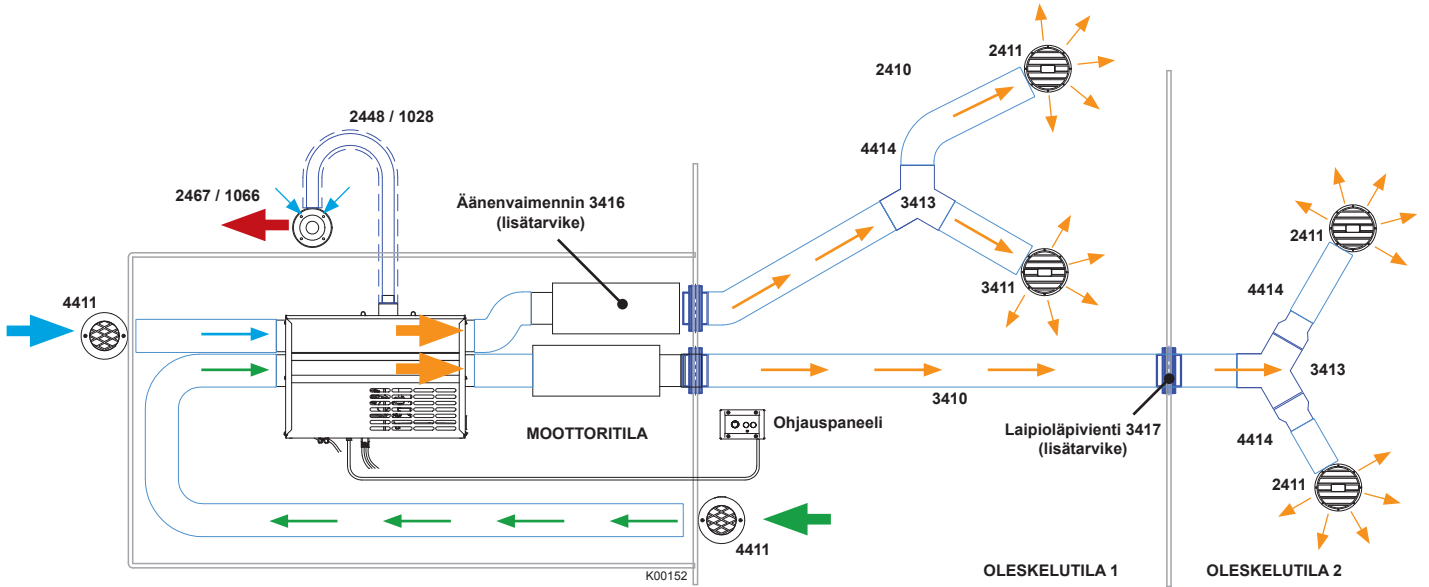 2411
2410
2448 / 1028
4414
2467 / 1066
Äänenvaimennin 3416
(lisätarvike)
3413
2411
3411
4411
4414
3413
3410
MOOTTORITILA
Ohjauspaneeli
Laipioläpivienti 3417
(lisätarvike)
4414
2411
4411
K00152
OLESKELUTILA 1
OLESKELUTILA 2